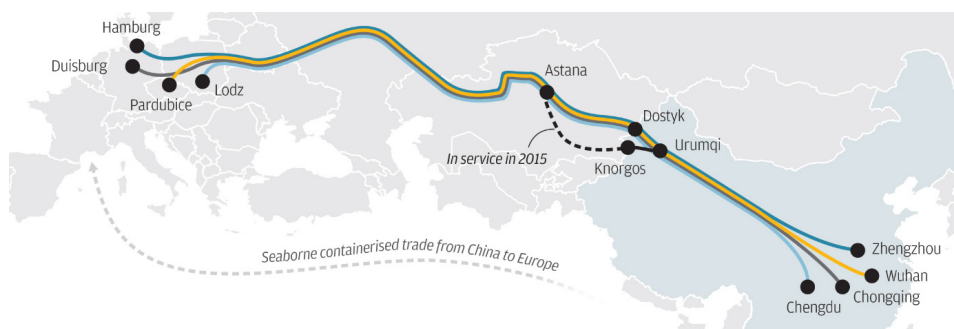 Hamburg
Duisburg
Pardubice
Lodz
Astana
Dostyk
Urumqi
In service in 2015
Knorgos
Seaborne containerised trade from China to Europe
Zhengzhou
Wuhan
Chongqing
Chengdu